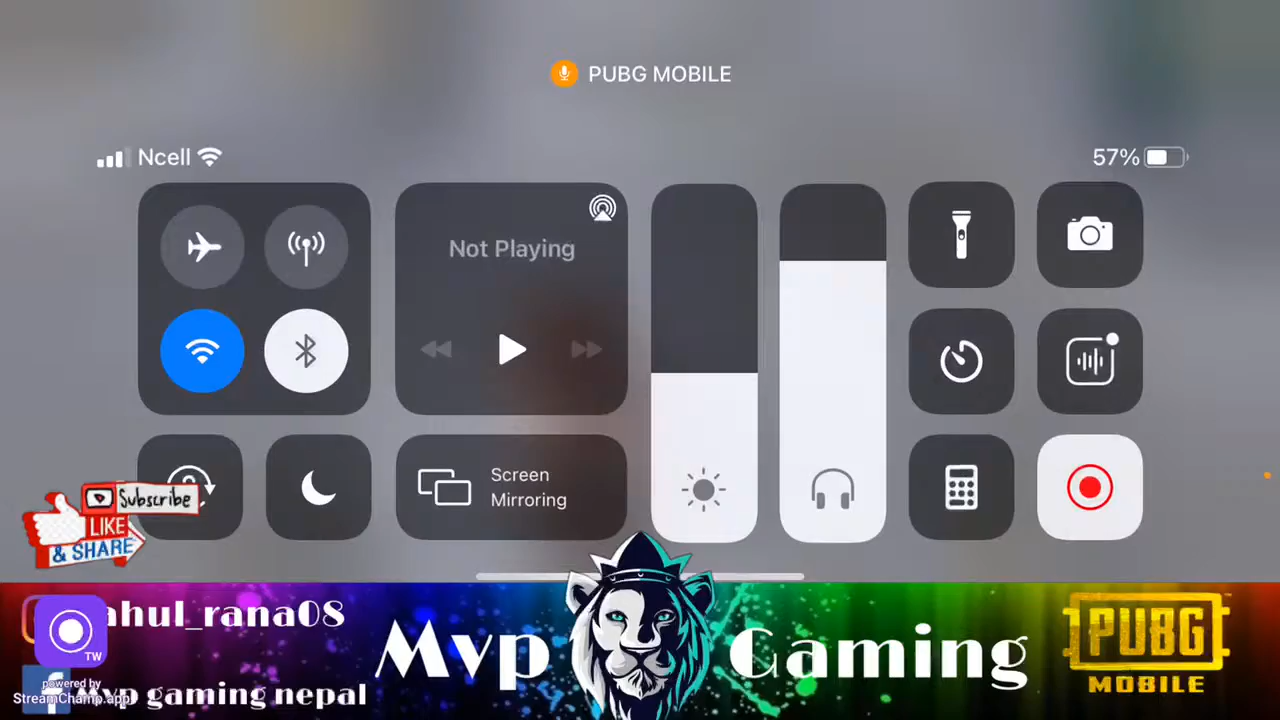 PUBG MOBILE
Ncell
57%
Not Playing
Screen
Mirroring
Subscribe
LIKE
& SHARE
ahul_rana08
TW
Mvp Gaming
PUBG
MOBILE
powered by
StreamChamp.app
Mvp gaming nepal